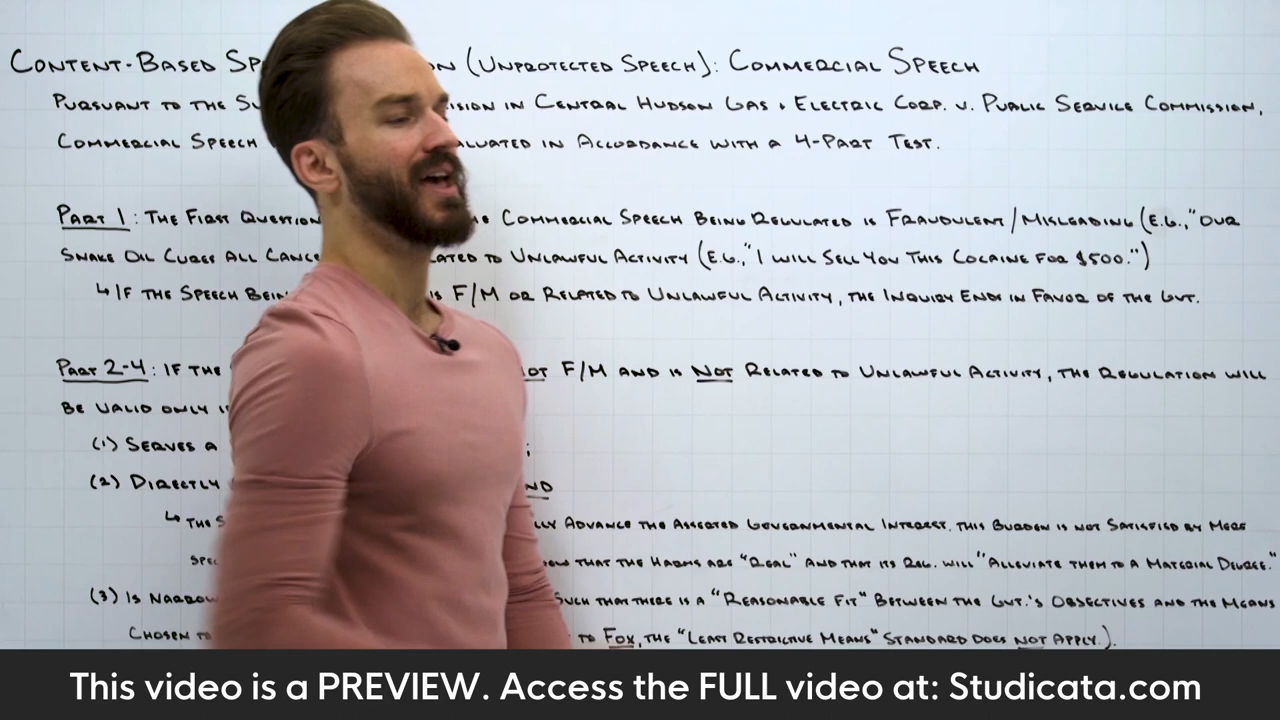 CONTENT-BASED SP N (UNPROTECTED SPEECH): COMMERCIAL SPEECH
PURSUANT TO THE SU ISION IN CENTRAL HUDSON GAS & ELECTRIC CORP. V. PUBLIC SERVICE COMMISSION,
COMMERCIAL SPEECH ALUATED IN ACCORDANCE WITH A 4-PART TEST.
PART 1: THE FIRST QUESTION COMMERCIAL SPEECH BEING REGULATED IS FRAUDULENT/MISLEADING (E.G., "OUR
SNAKE OIL CURES ALL CANCE ATED TO UNLAWFUL ACTIVITY (E.G., "I WILL SELL YOU THIS COCAINE FOR $500.")
↳ IF THE SPEECH BEIN IS F/M OR RELATED TO UNLAWFUL ACTIVITY, THE INQUIRY ENDS IN FAVOR OF THE GVT.
PART 2-4: IF THE OT F/M AND IS NOT RELATED TO UNLAWFUL ACTIVITY, THE REGULATION WILL
BE VALID ONLY I
(1) SERVES A ;
(2) DIRECTLY ND
↳ THE S LLY ADVANCE THE ASSERTED GOVERNMENTAL INTEREST. THIS BURDEN IS NOT SATISFIED BY MERE
SPEC OW THAT THE HARMS ARE "REAL" AND THAT ITS REG. WILL "ALLEVIATE THEM TO A MATERIAL DEGREE."
(3) IS NARROW SUCH THAT THERE IS A "REASONABLE FIT" BETWEEN THE GVT.'S OBJECTIVES AND THE MEANS
CHOSEN TO TO FOX, THE "LEAST RESTRICTIVE MEANS" STANDARD DOES NOT APPLY.).
This video is a PREVIEW. Access the FULL video at: Studicata.com